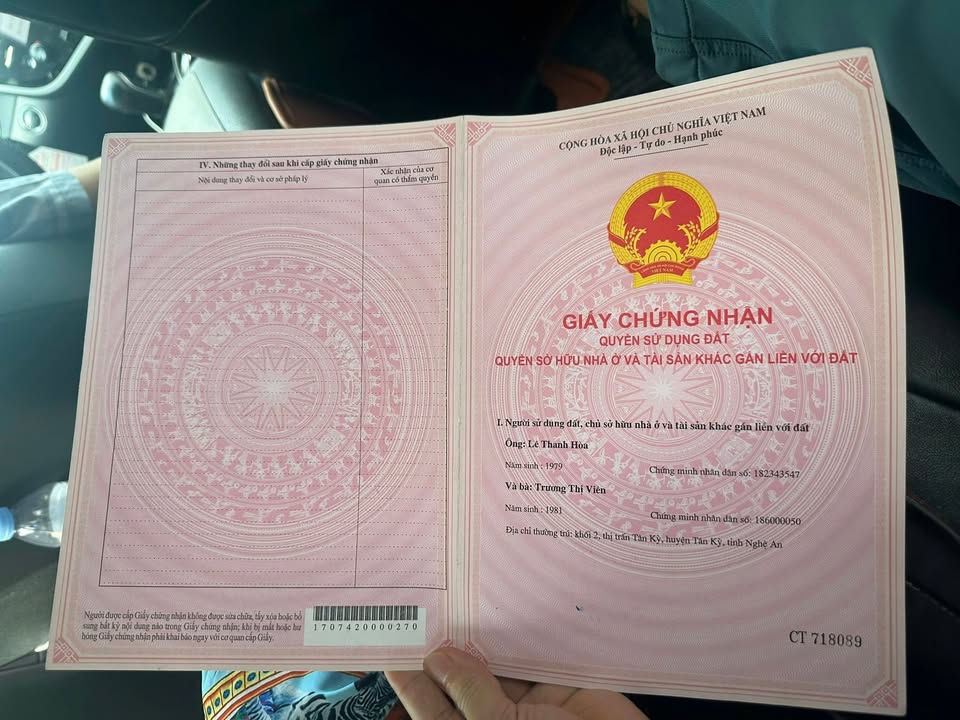 IV. Những thay đổi sau khi cấp giấy chứng nhận
Nội dung thay đổi và cơ sở pháp lý
Xác nhận của cơ
quan có thẩm quyền
Người được cấp Giấy chứng nhận không được sửa chữa, tẩy xóa hoặc bổ
sung bất kỳ nội dung nào trong Giấy chứng nhận; khi bị mất hoặc hư
hỏng Giấy chứng nhận phải khai báo ngay với cơ quan cấp Giấy.
1707420000270
CỘNG HÒA XÃ HỘI CHỦ NGHĨA VIỆT NAM
Độc lập - Tự do - Hạnh phúc
VIỆT NAM
GIẤY CHỨNG NHẬN
QUYỀN SỬ DỤNG ĐẤT
QUYỀN SỞ HỮU NHÀ Ở VÀ TÀI SẢN KHÁC GẮN LIỀN VỚI ĐẤT
I. Người sử dụng đất, chủ sở hữu nhà ở và tài sản khác gắn liền với đất
Ông: Lê Thanh Hòa
Năm sinh : 1979 Chứng minh nhân dân số: 182343547
Và bà: Trương Thị Viên
Năm sinh : 1981 Chứng minh nhân dân số: 186000050
Địa chỉ thường trú: khối 2, thị trấn Tân Kỳ, huyện Tân Kỳ, tỉnh Nghệ An
CT 718089